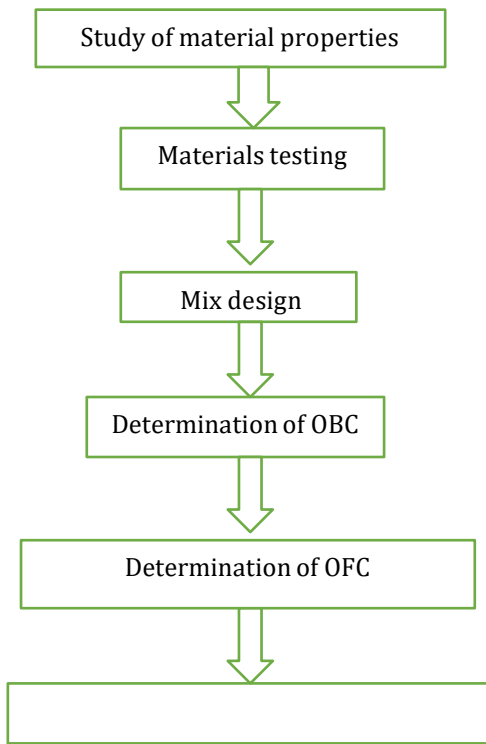 Study of material properties
Materials testing
Mix design
Determination of OBC
Determination of OFC